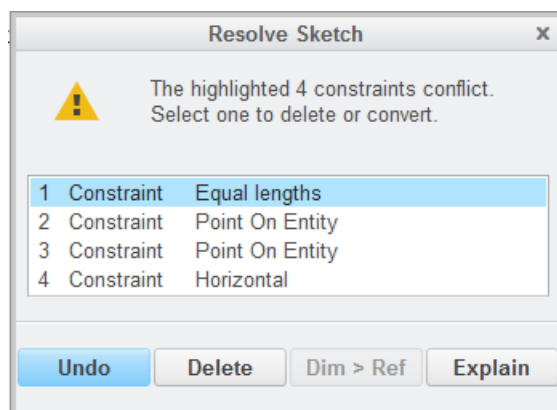 Resolve Sketch x
The highlighted 4 constraints conflict.
Select one to delete or convert.
1 Constraint Equal lengths
2 Constraint Point On Entity
3 Constraint Point On Entity
4 Constraint Horizontal
Undo Delete Dim > Ref Explain